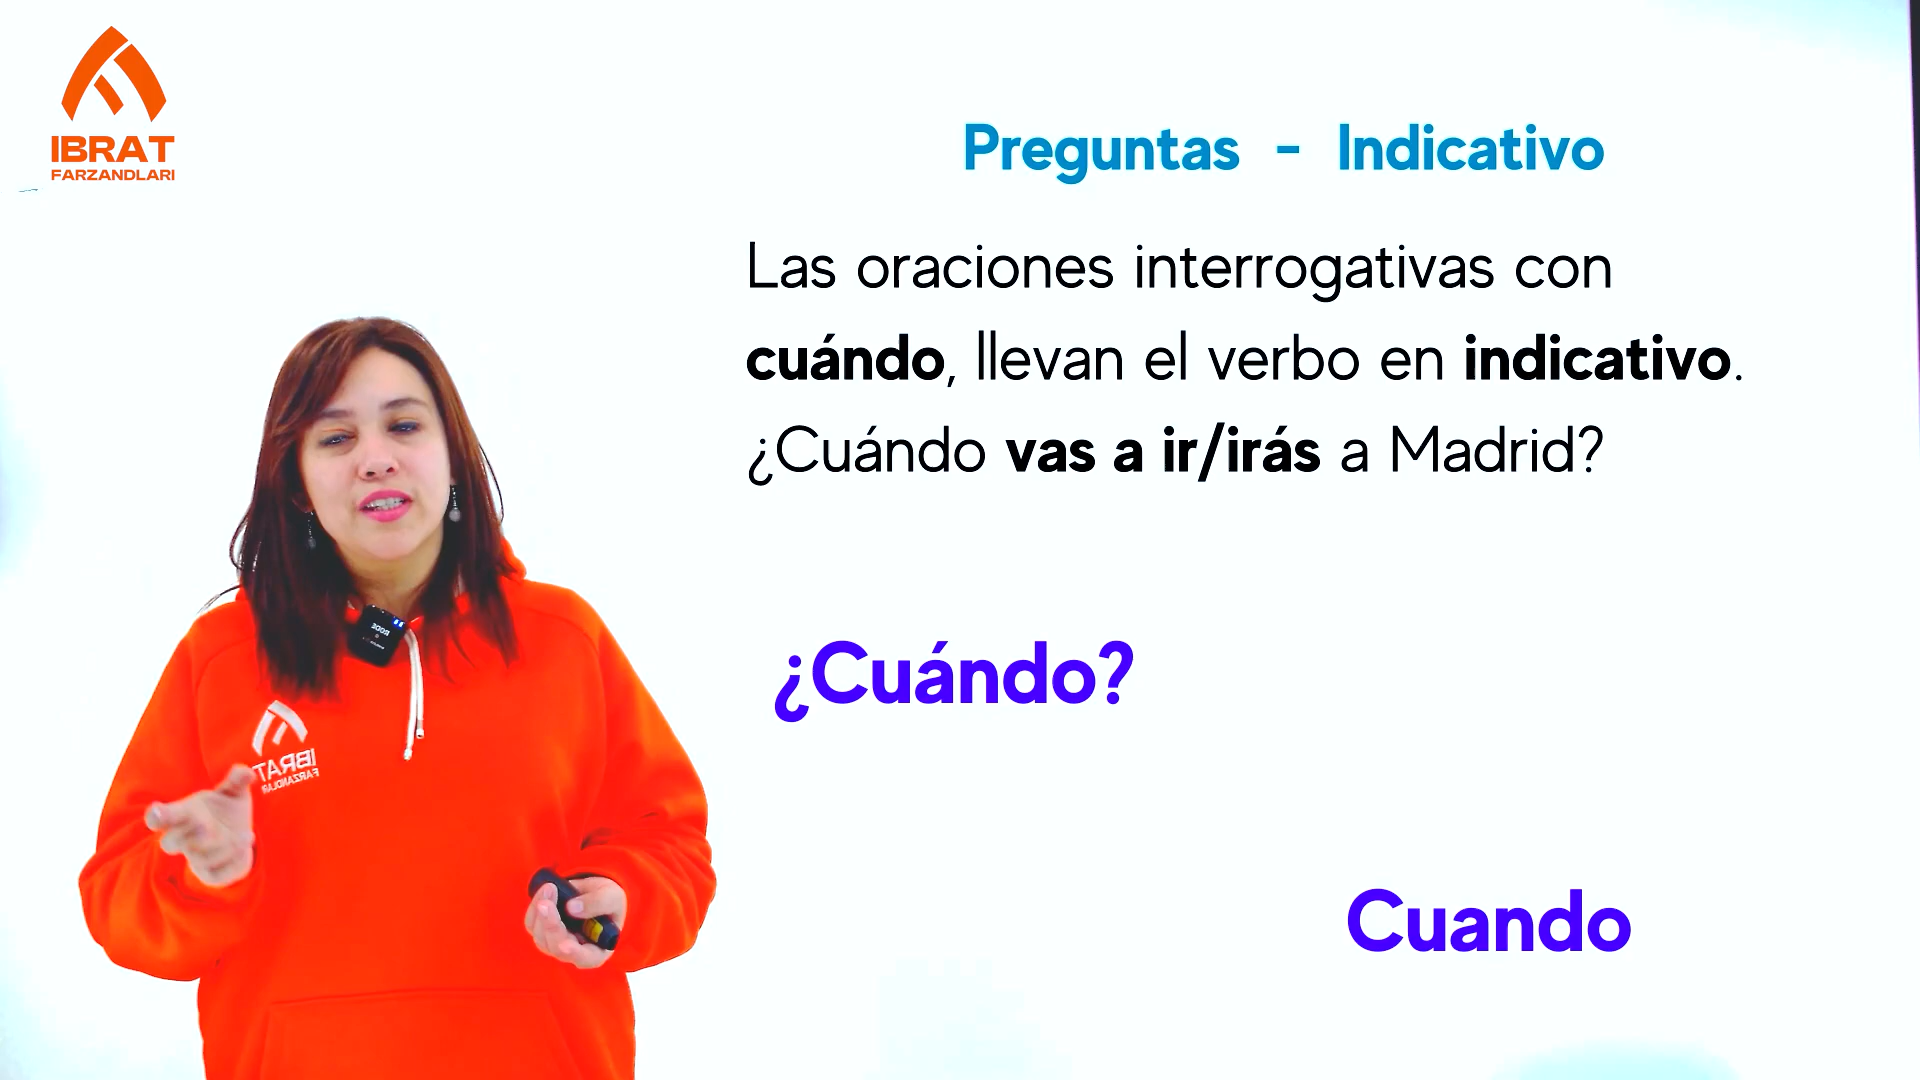 IBRAT
FARZANDLARI
Preguntas - Indicativo
Las oraciones interrogativas con
cuándo, llevan el verbo en indicativo.
¿Cuándo vas a ir/irás a Madrid?
¿Cuándo?
Cuando
RODE
IBRAT
FARZANDLARI